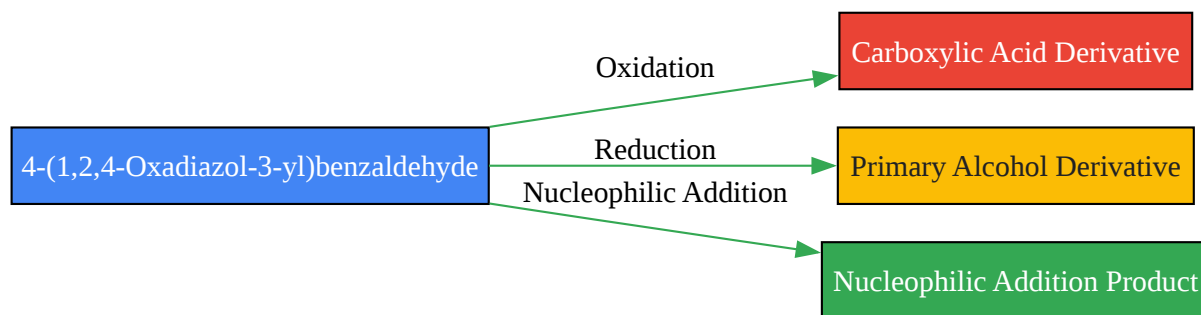 Oxidation
Carboxylic Acid Derivative
4-(1,2,4-Oxadiazol-3-yl)benzaldehyde
Reduction
Primary Alcohol Derivative
Nucleophilic Addition
Nucleophilic Addition Product